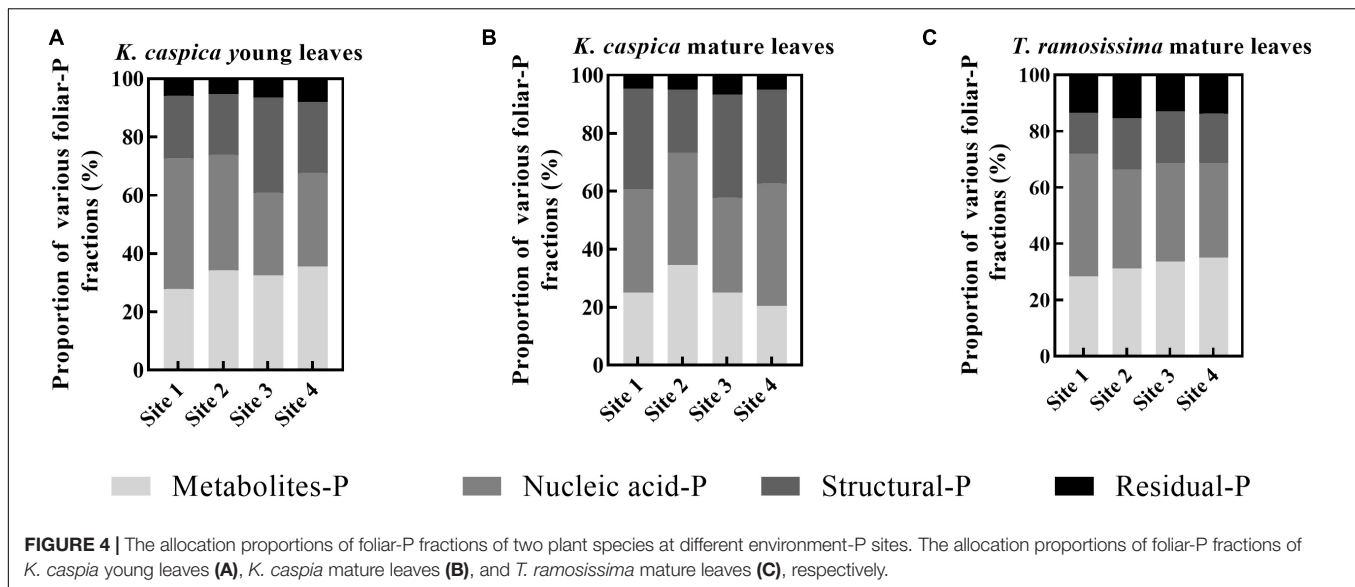 A
K. caspica young leaves
Proportion of various foliar-P
fractions (%)
100
80
60
40
20
0
Site 1
Site 2
Site 3
Site 4
B
K. caspica mature leaves
Proportion of various foliar-P
fractions (%)
100
80
60
40
20
0
Site 1
Site 2
Site 3
Site 4
C
T. ramosissima mature leaves
Proportion of various foliar-P
fractions (%)
100
80
60
40
20
0
Site 1
Site 2
Site 3
Site 4
Metabolites-P
Nucleic acid-P
Structural-P
Residual-P
FIGURE 4 | The allocation proportions of foliar-P fractions of two plant species at different environment-P sites. The allocation proportions of foliar-P fractions of
K. caspia young leaves (A), K. caspia mature leaves (B), and T. ramosissima mature leaves (C), respectively.